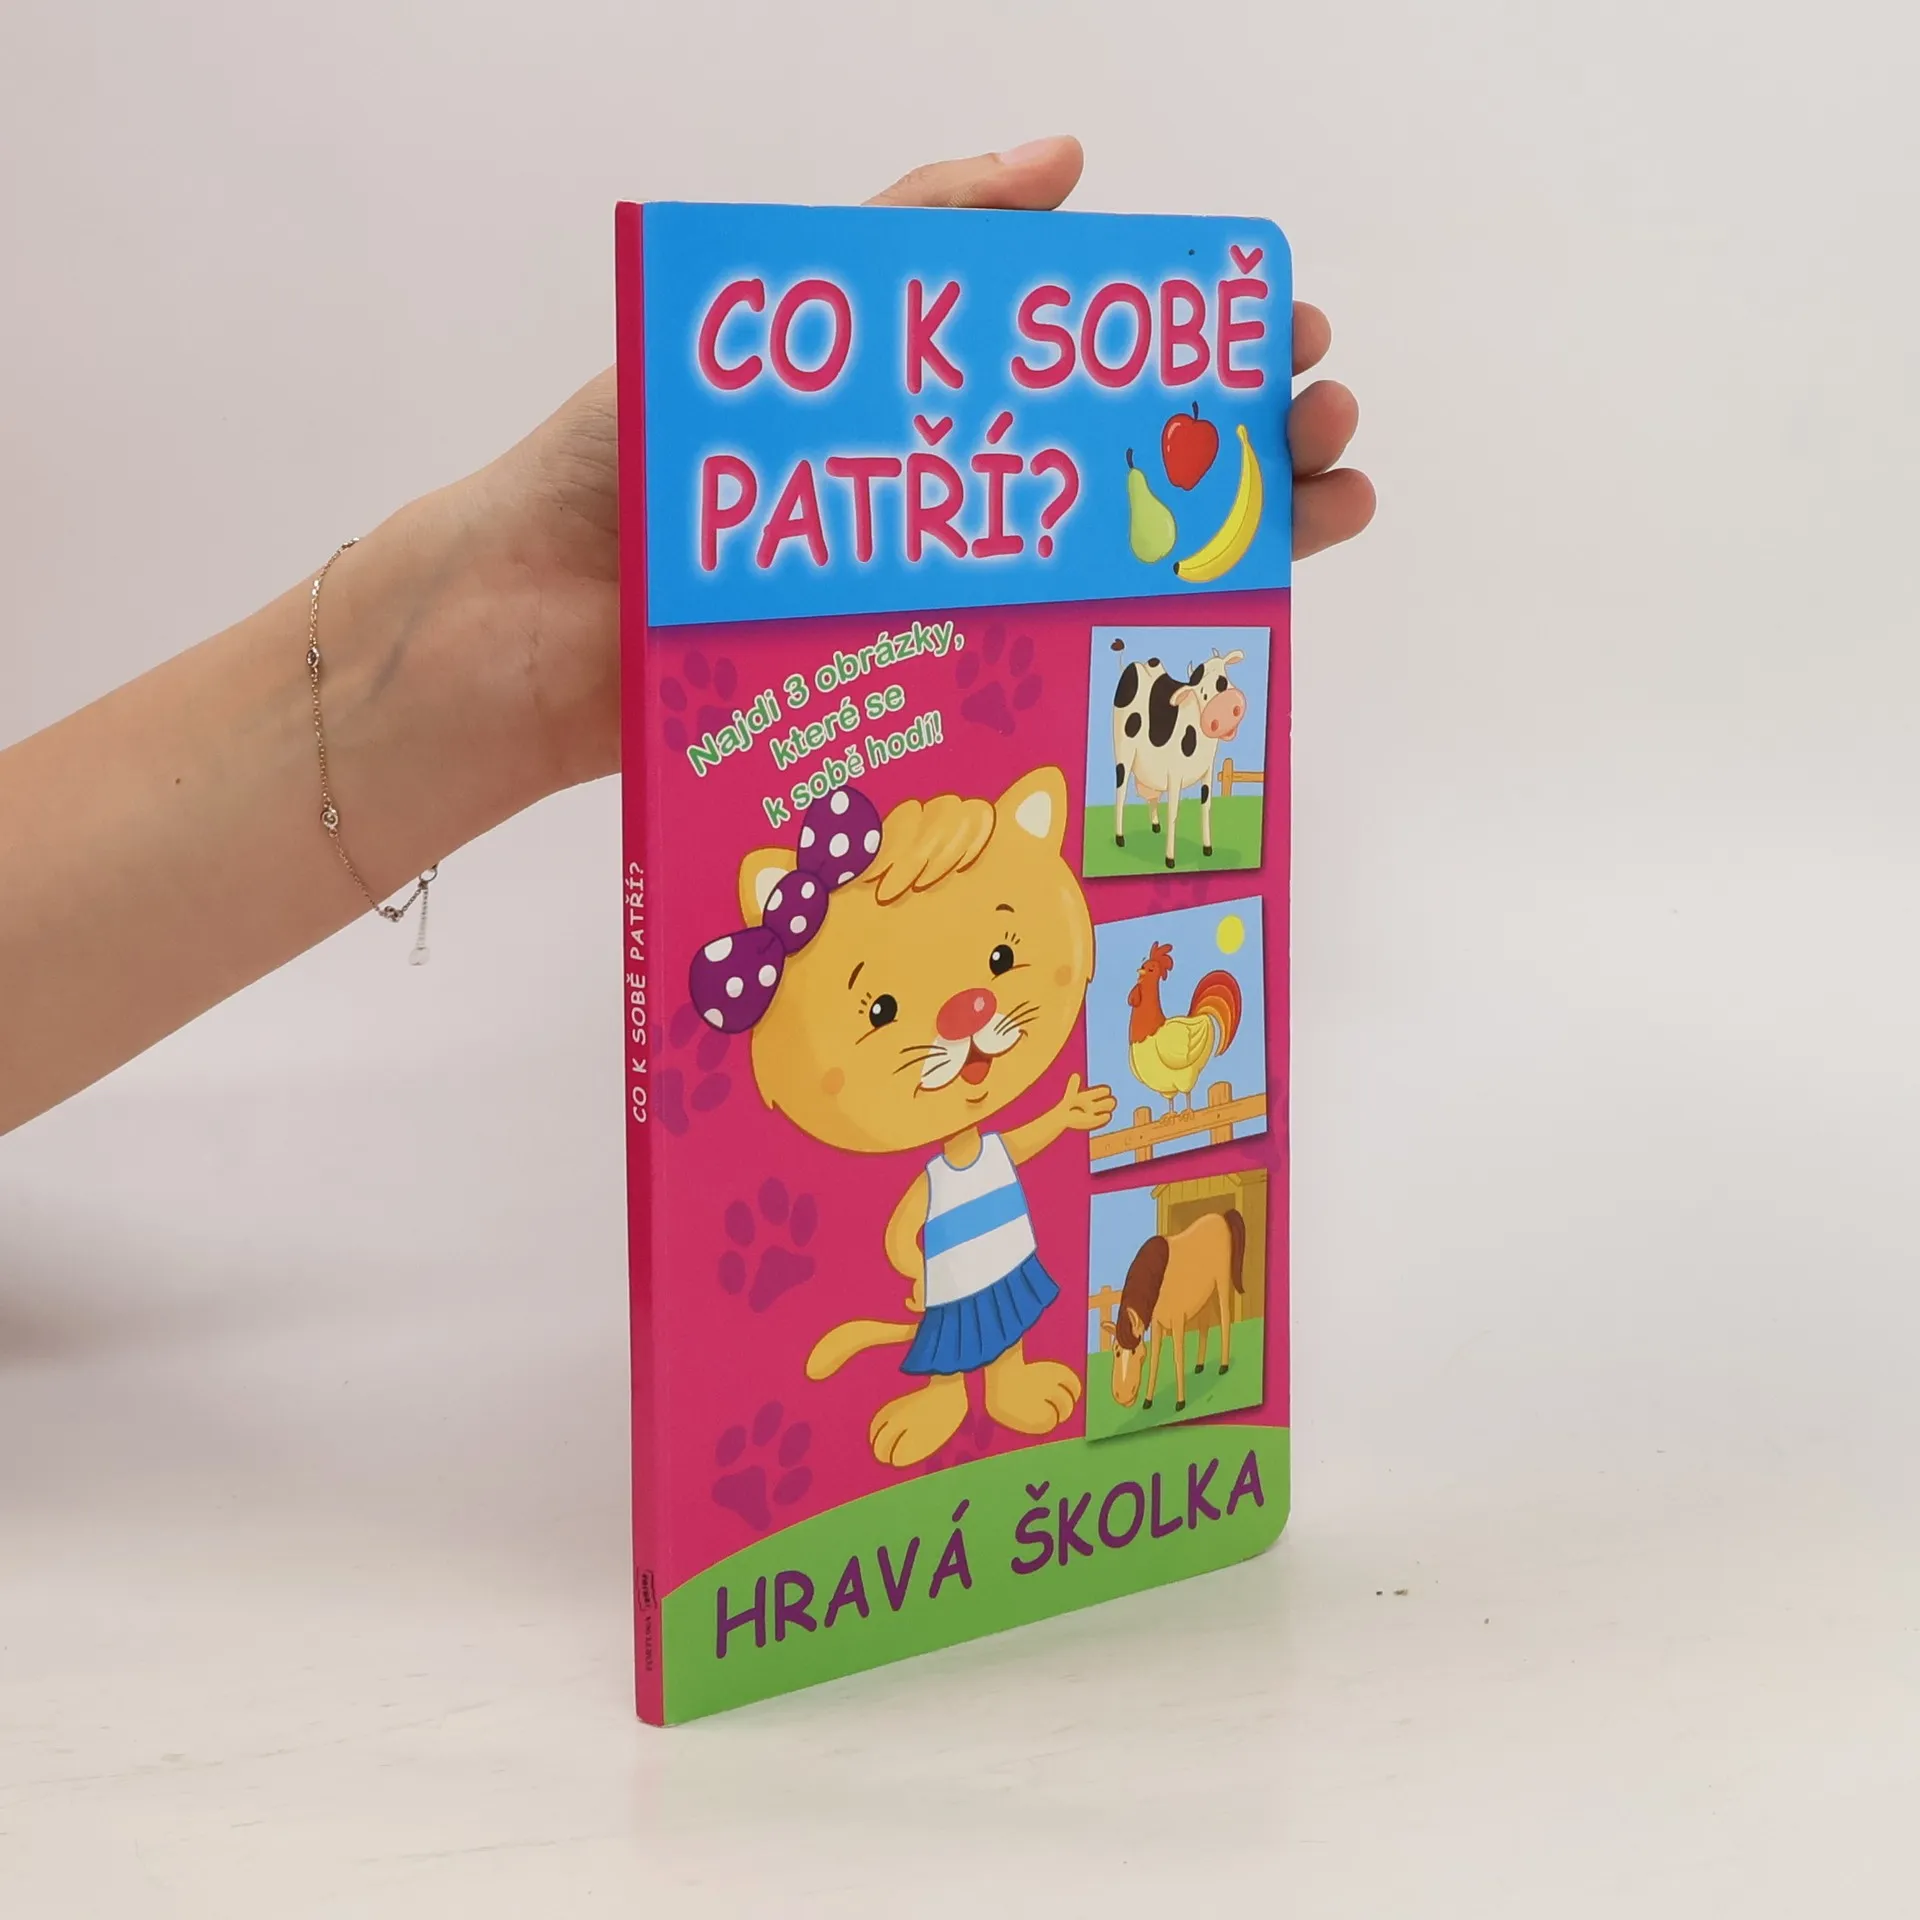 CO K SOBĚ
PATŘÍ?
Najdi 3 obrázky,
které se
k sobě hodí!
HRAVÁ ŠKOLKA
CO K SOBĚ PATŘÍ?